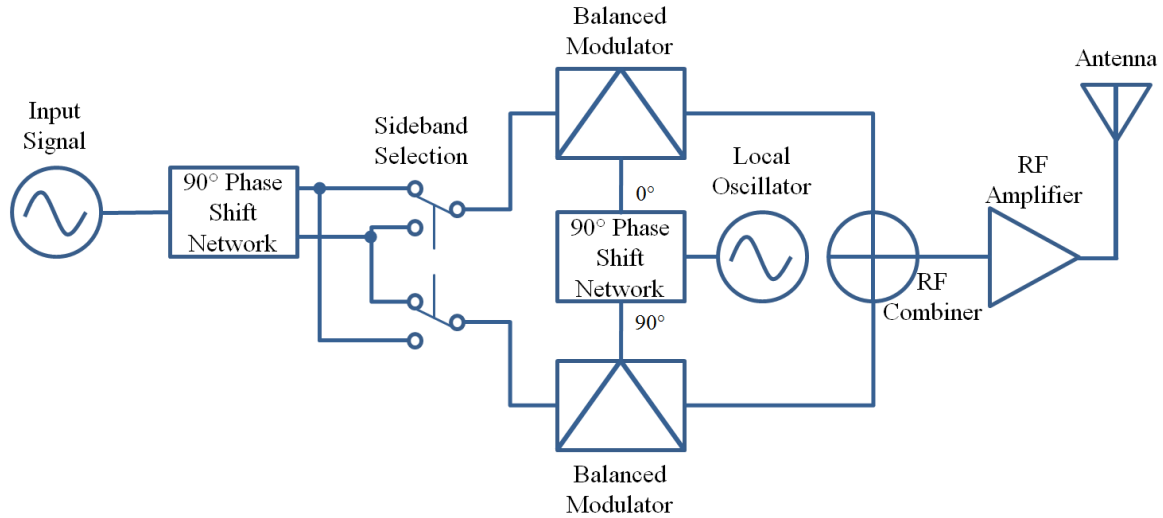 Balanced
Modulator
Antenna
Input
Signal
Sideband
Selection
Local
Oscillator
RF
Amplifier
90° Phase
Shift
Network
0°
90° Phase
Shift
Network
RF
Combiner
90°
Balanced
Modulator